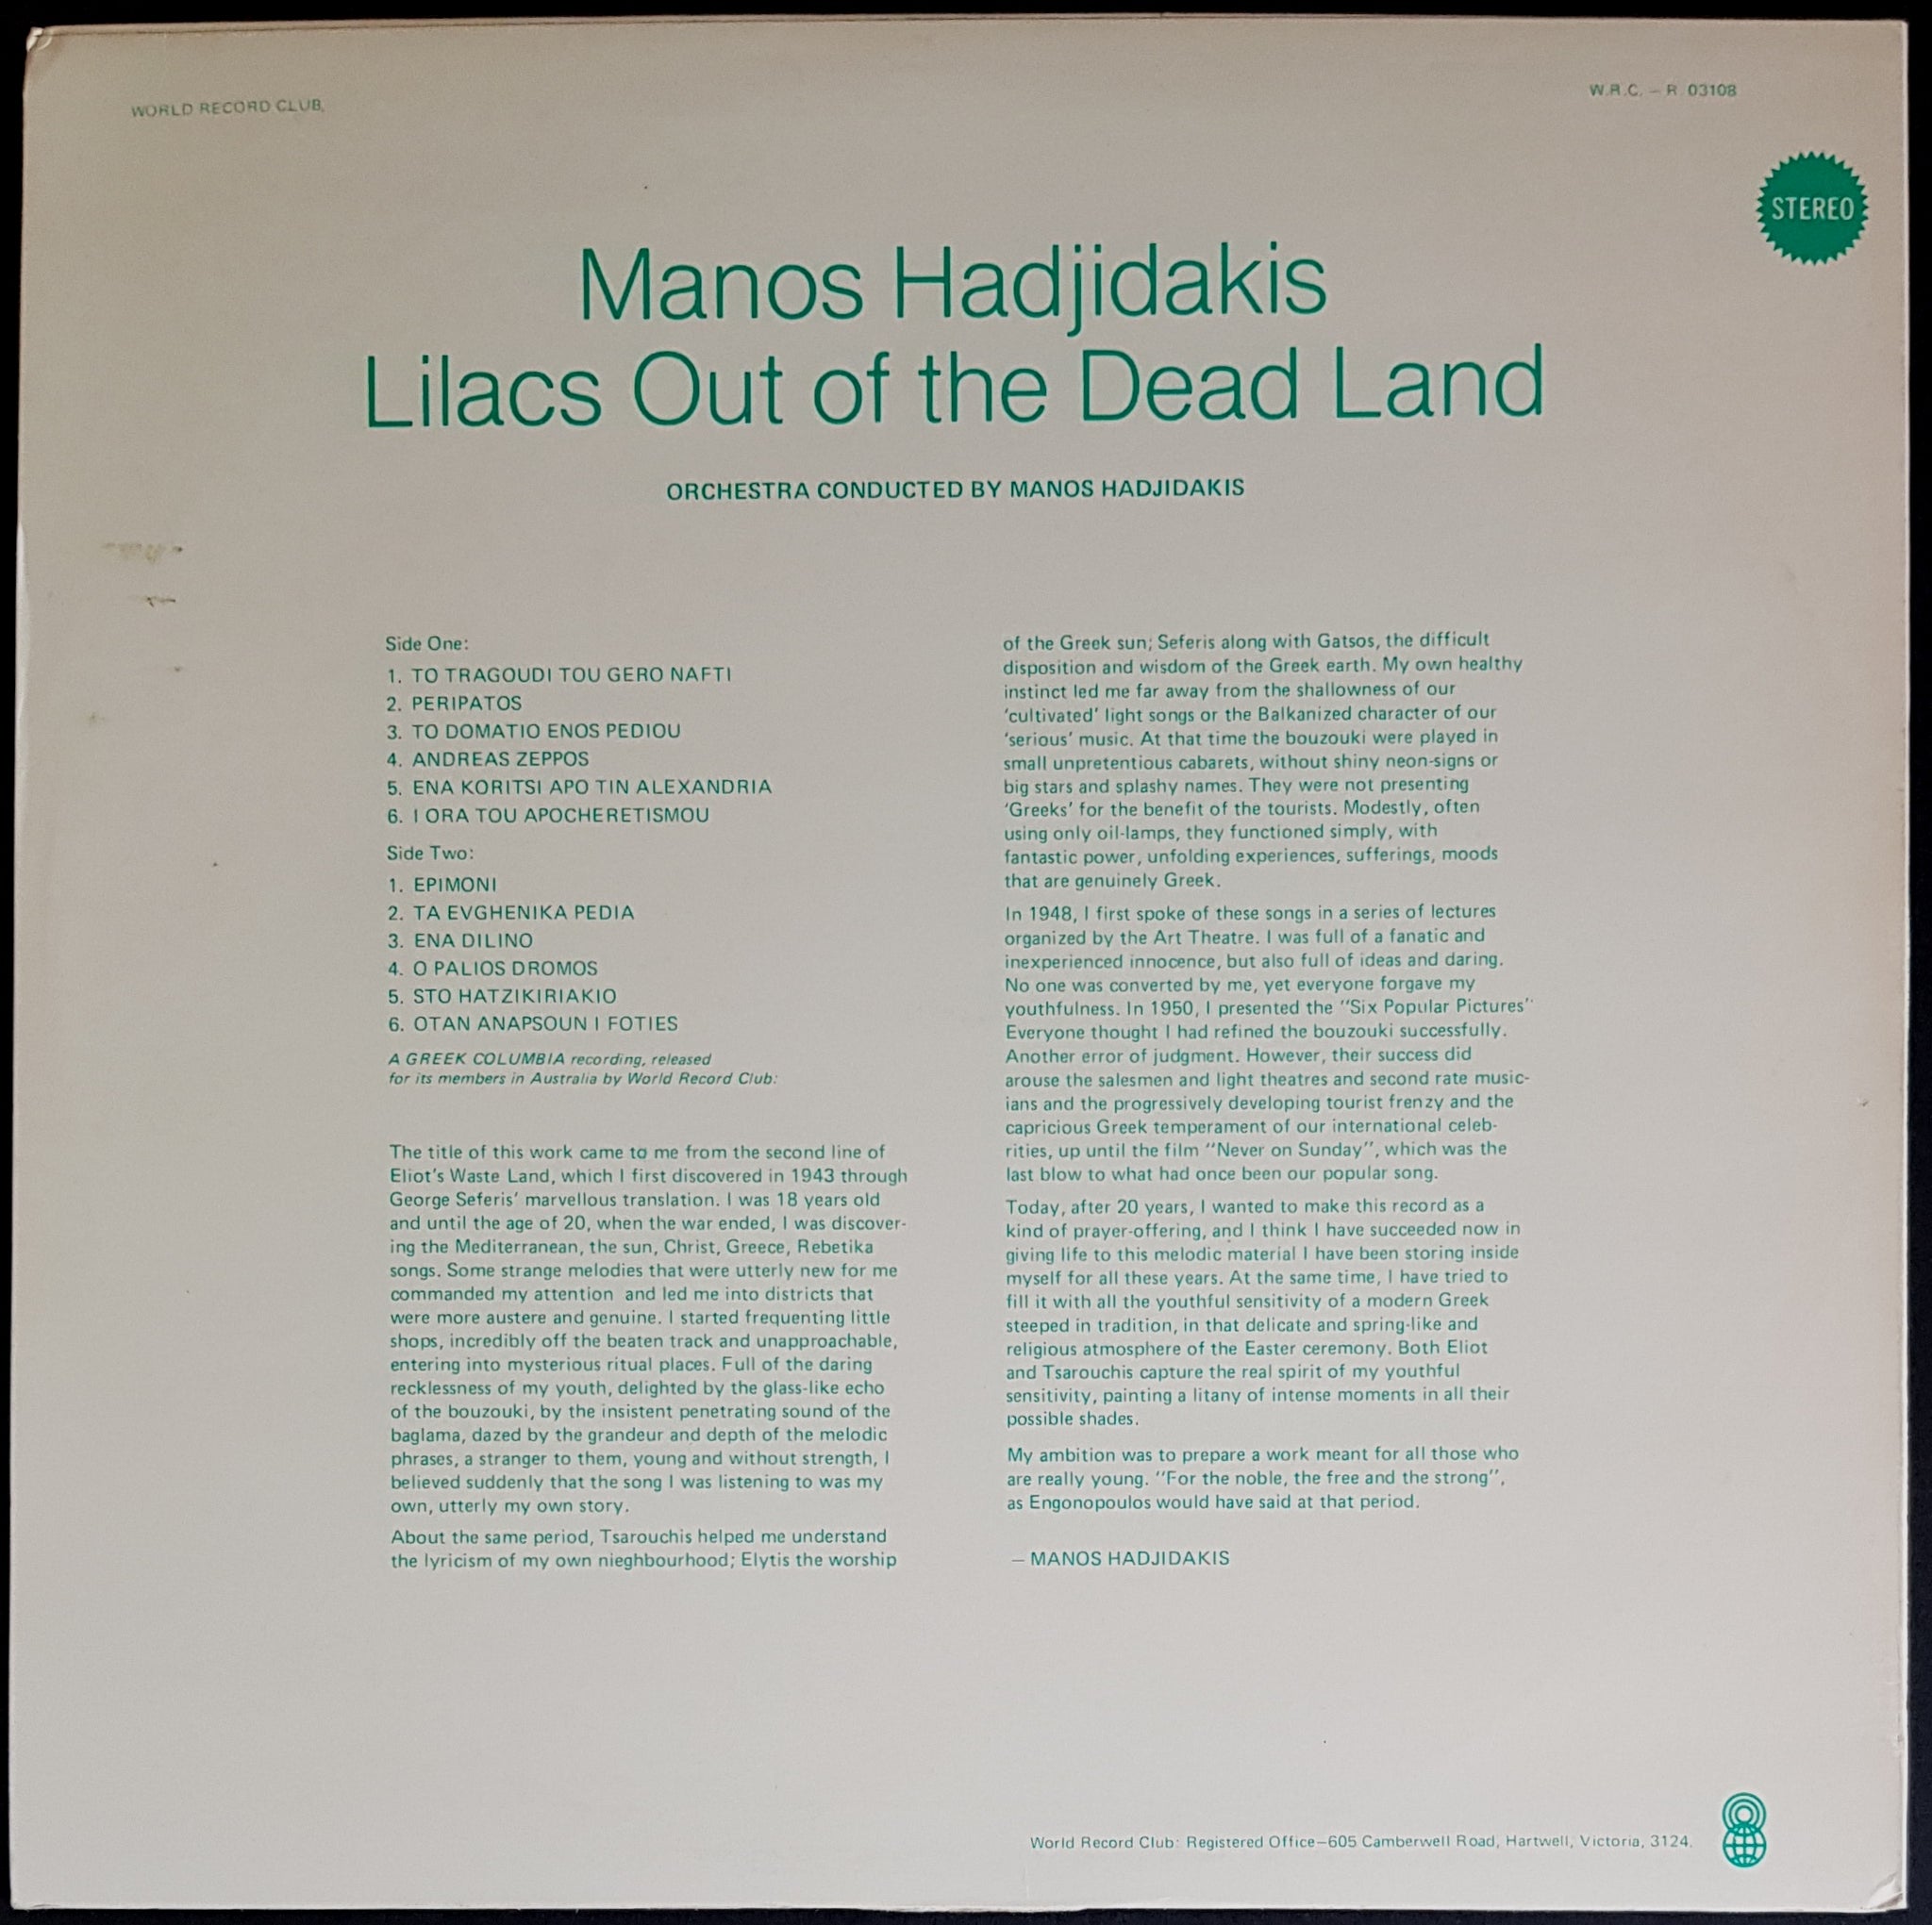 WORLD RECORD CLUB,
W.R.C. – R 03108
STEREO
Manos Hadjidakis
Lilacs Out of the Dead Land
ORCHESTRA CONDUCTED BY MANOS HADJIDAKIS
Side One:
1. TO TRAGOUDI TOU GERO NAFTI
2. PERIPATOS
3. TO DOMATIO ENOS PEDIOU
4. ANDREAS ZEPPOS
5. ENA KORITSI APO TIN ALEXANDRIA
6. I ORA TOU APOCHERETISMOU
Side Two:
1. EPIMONI
2. TA EVGHENIKA PEDIA
3. ENA DILINO
4. O PALIOS DROMOS
5. STO HATZIKIRIAKIO
6. OTAN ANAPSOUN I FOTIES
A GREEK COLUMBIA recording, released
for its members in Australia by World Record Club:
The title of this work came to me from the second line of
Eliot's Waste Land, which I first discovered in 1943 through
George Seferis' marvellous translation. I was 18 years old
and until the age of 20, when the war ended, I was discover-
ing the Mediterranean, the sun, Christ, Greece, Rebetika
songs. Some strange melodies that were utterly new for me
commanded my attention and led me into districts that
were more austere and genuine. I started frequenting little
shops, incredibly off the beaten track and unapproachable,
entering into mysterious ritual places. Full of the daring
recklessness of my youth, delighted by the glass-like echo
of the bouzouki, by the insistent penetrating sound of the
baglama, dazed by the grandeur and depth of the melodic
phrases, a stranger to them, young and without strength, I
believed suddenly that the song I was listening to was my
own, utterly my own story.
About the same period, Tsarouchis helped me understand
the lyricism of my own nieghbourhood; Elytis the worship
of the Greek sun; Seferis along with Gatsos, the difficult
disposition and wisdom of the Greek earth. My own healthy
instinct led me far away from the shallowness of our
'cultivated' light songs or the Balkanized character of our
'serious' music. At that time the bouzouki were played in
small unpretentious cabarets, without shiny neon-signs or
big stars and splashy names. They were not presenting
'Greeks' for the benefit of the tourists. Modestly, often
using only oil-lamps, they functioned simply, with
fantastic power, unfolding experiences, sufferings, moods
that are genuinely Greek.
In 1948, I first spoke of these songs in a series of lectures
organized by the Art Theatre. I was full of a fanatic and
inexperienced innocence, but also full of ideas and daring.
No one was converted by me, yet everyone forgave my
youthfulness. In 1950, I presented the "Six Popular Pictures"
Everyone thought I had refined the bouzouki successfully.
Another error of judgment. However, their success did
arouse the salesmen and light theatres and second rate music-
ians and the progressively developing tourist frenzy and the
capricious Greek temperament of our international celeb-
rities, up until the film "Never on Sunday", which was the
last blow to what had once been our popular song.
Today, after 20 years, I wanted to make this record as a
kind of prayer-offering, and I think I have succeeded now in
giving life to this melodic material I have been storing inside
myself for all these years. At the same time, I have tried to
fill it with all the youthful sensitivity of a modern Greek
steeped in tradition, in that delicate and spring-like and
religious atmosphere of the Easter ceremony. Both Eliot
and Tsarouchis capture the real spirit of my youthful
sensitivity, painting a litany of intense moments in all their
possible shades.
My ambition was to prepare a work meant for all those who
are really young. "For the noble, the free and the strong",
as Engonopoulos would have said at that period.
– MANOS HADJIDAKIS
World Record Club: Registered Office–605 Camberwell Road, Hartwell, Victoria, 3124.